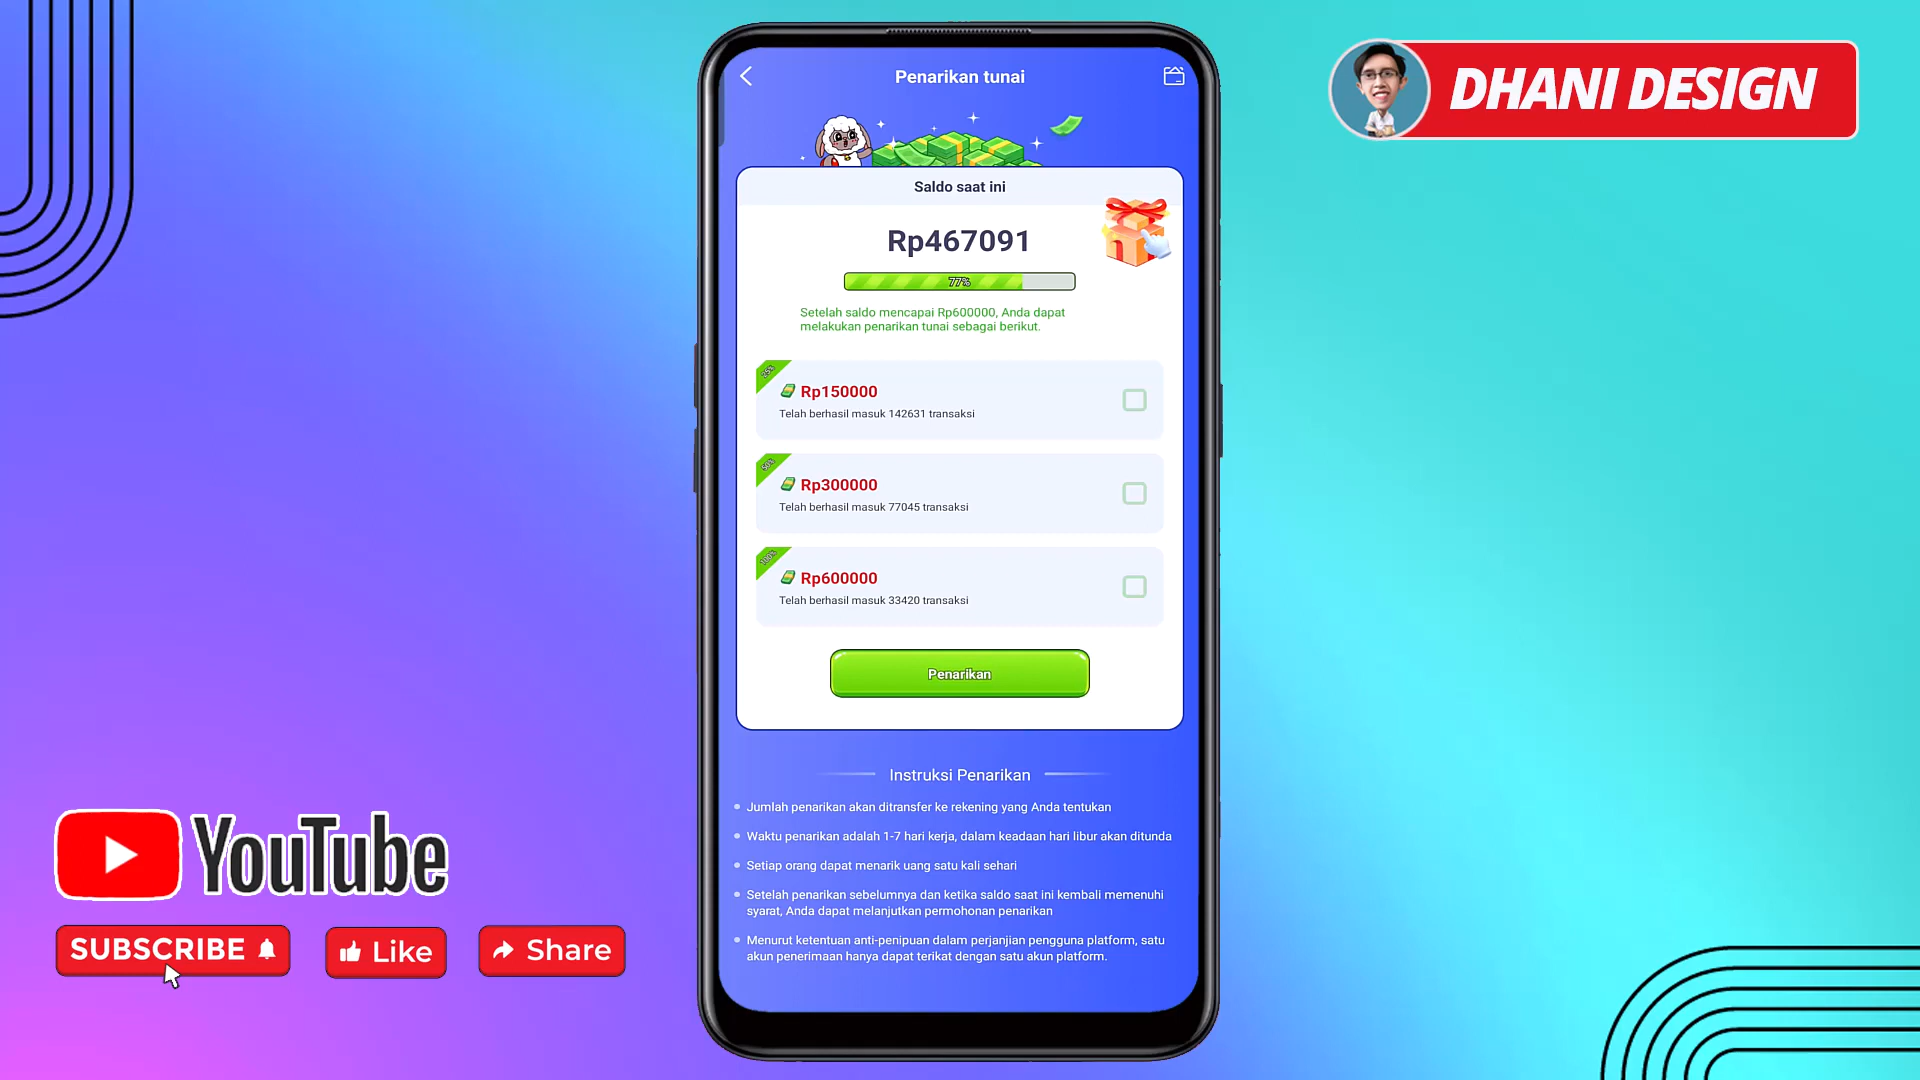 DHANI DESIGN
Penarikan tunai
Saldo saat ini
Rp467091
77%
Setelah saldo mencapai Rp600000, Anda dapat
melakukan penarikan tunai sebagai berikut.
25%
Rp150000
Telah berhasil masuk 142631 transaksi
50%
Rp300000
Telah berhasil masuk 77045 transaksi
100%
Rp600000
Telah berhasil masuk 33420 transaksi
Penarikan
Instruksi Penarikan
Jumlah penarikan akan ditransfer ke rekening yang Anda tentukan
Waktu penarikan adalah 1-7 hari kerja, dalam keadaan hari libur akan ditunda
Setiap orang dapat menarik uang satu kali sehari
Setelah penarikan sebelumnya dan ketika saldo saat ini kembali memenuhi
syarat, Anda dapat melanjutkan permohonan penarikan
Menurut ketentuan anti-penipuan dalam perjanjian pengguna platform, satu
akun penerimaan hanya dapat terikat dengan satu akun platform.
YouTube
SUBSCRIBE
Like
Share